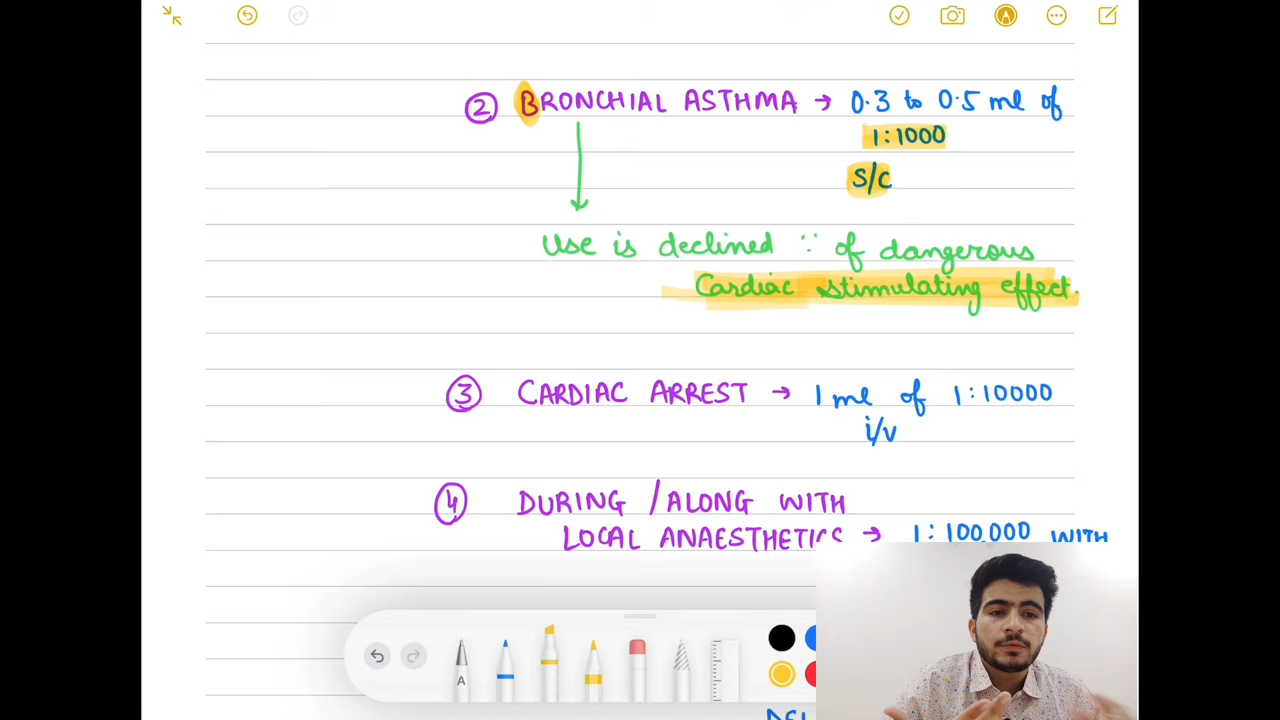 ② BRONCHIAL ASTHMA → 0.3 to 0.5 ml of
1:1000
S/C
Use is declined ∵ of dangerous
Cardiac stimulating effect.
③ CARDIAC ARREST → 1 ml of 1:10000
i/v
④ DURING /ALONG WITH
LOCAL ANAESTHETICS → 1:100,000 WITH
A